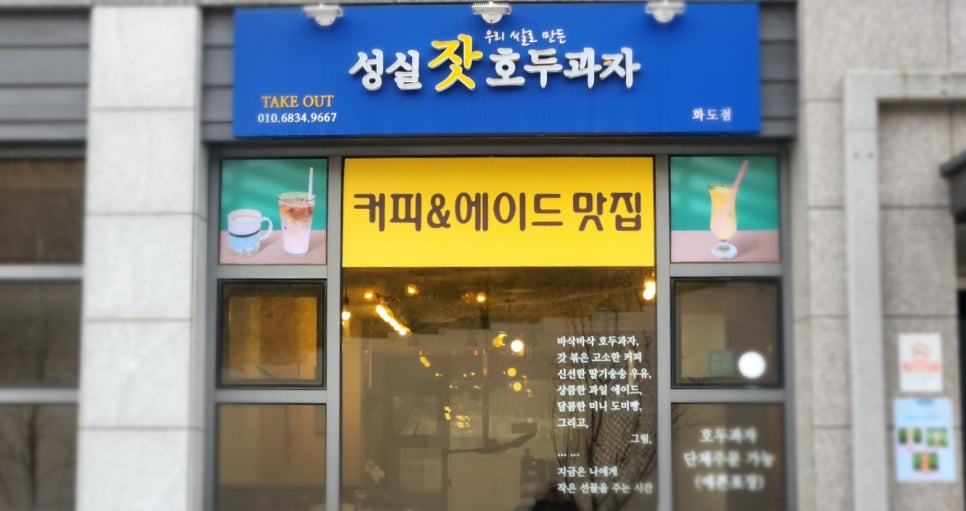 우리 쌀로 만든
성실 잣 호두과자
TAKE OUT
010.6834.9667
화도점
커피&에이드 맛집
바삭바삭 호두과자,
갓 볶은 고소한 커피
신선한 딸기송송 우유,
상큼한 과일 에이드,
달콤한 미니 도미빵,
그리고,
그림,
... ...
지금은 나에게
작은 선물을 주는 시간
호두과자
단체주문 가능
(예쁜포장)